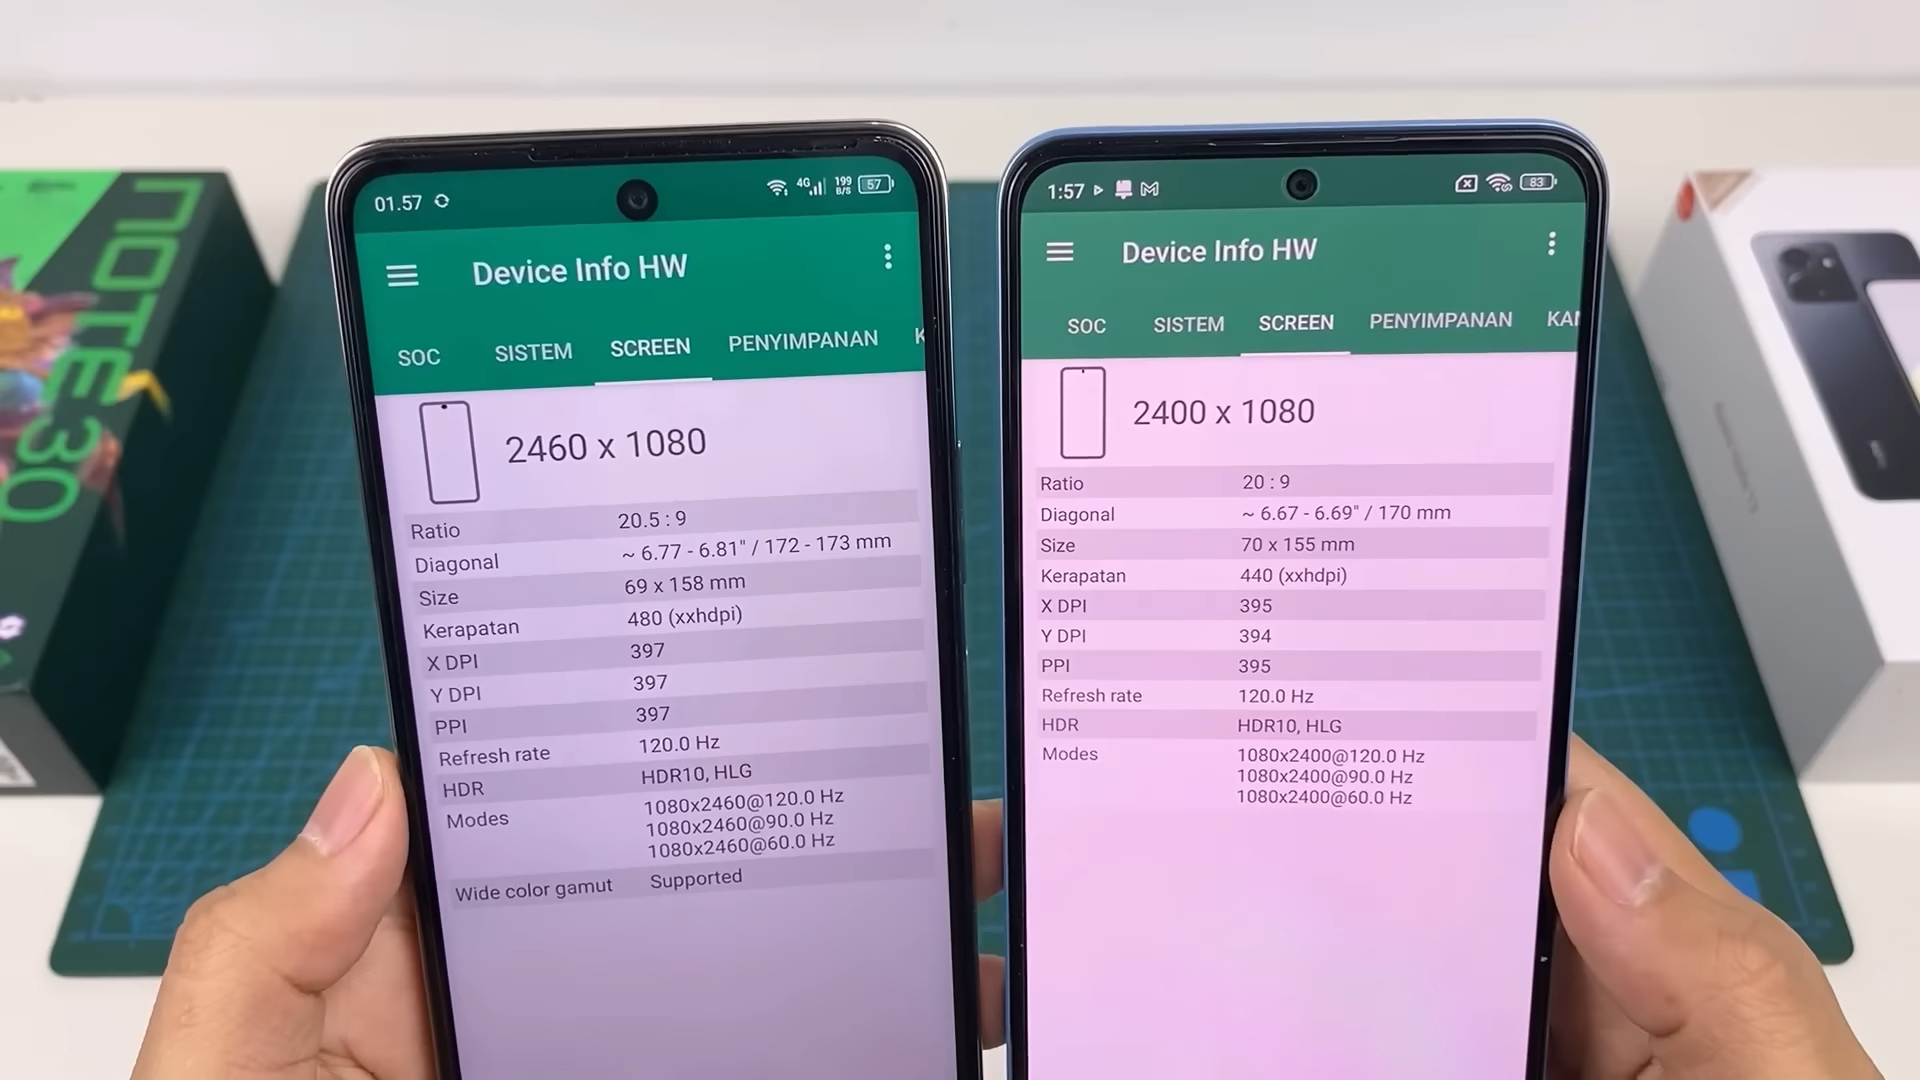 NOTE 30
01.57
4G
199 B/S
57
Device Info HW
SOC SISTEM SCREEN PENYIMPANAN K
2460 x 1080
Ratio 20.5 : 9
Diagonal ~ 6.77 - 6.81" / 172 - 173 mm
Size 69 x 158 mm
Kerapatan 480 (xxhdpi)
X DPI 397
Y DPI 397
PPI 397
Refresh rate 120.0 Hz
HDR HDR10, HLG
Modes 1080x2460@120.0 Hz
1080x2460@90.0 Hz
1080x2460@60.0 Hz
Wide color gamut Supported
1:57
83
Device Info HW
SOC SISTEM SCREEN PENYIMPANAN KA
2400 x 1080
Ratio 20 : 9
Diagonal ~ 6.67 - 6.69" / 170 mm
Size 70 x 155 mm
Kerapatan 440 (xxhdpi)
X DPI 395
Y DPI 394
PPI 395
Refresh rate 120.0 Hz
HDR HDR10, HLG
Modes 1080x2400@120.0 Hz
1080x2400@90.0 Hz
1080x2400@60.0 Hz